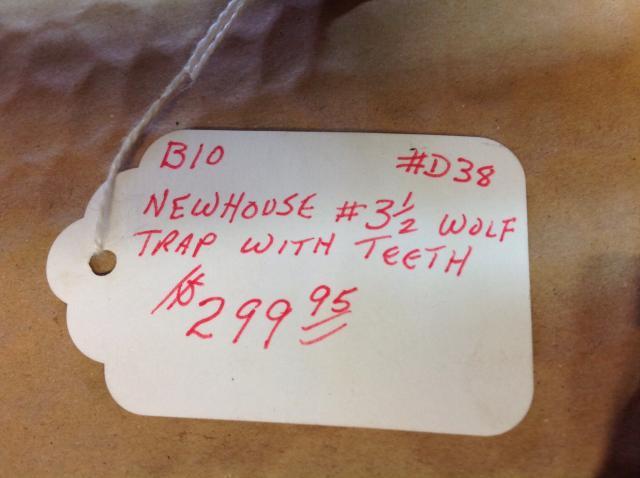 B10 #D38
NEWHOUSE #3½ WOLF
TRAP WITH TEETH
$299 95